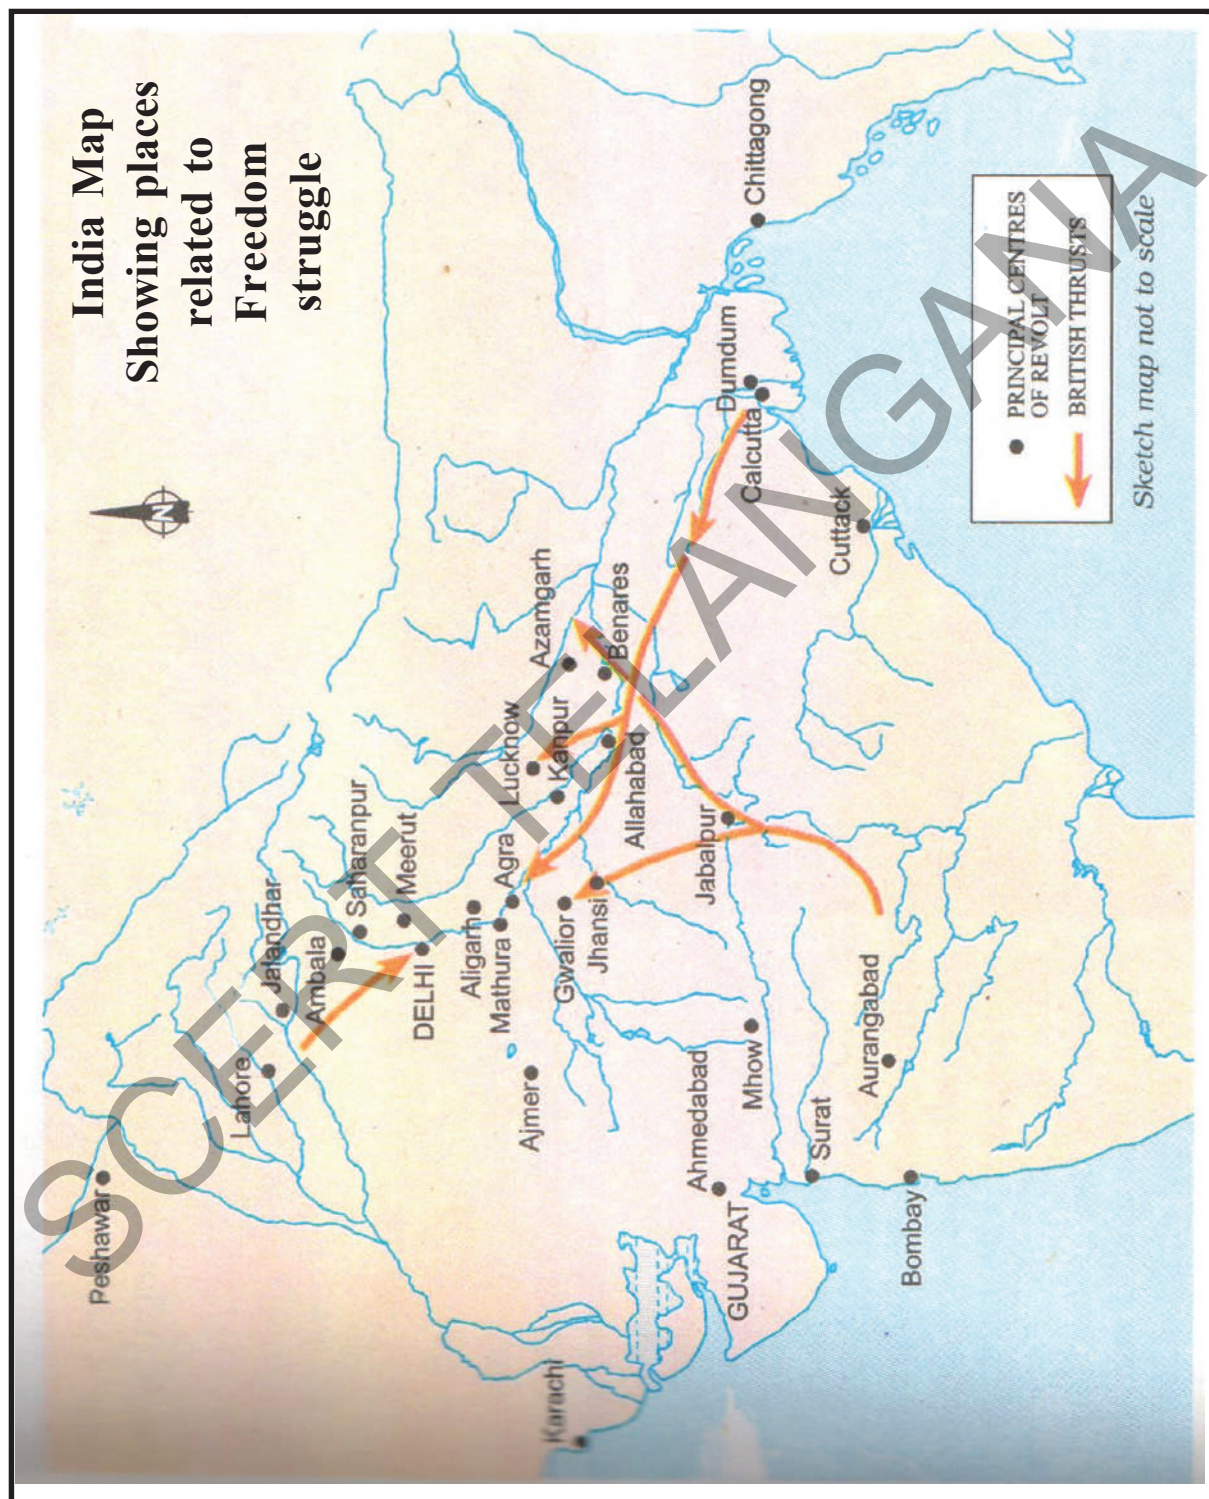 India Map
Showing places
related to
Freedom
struggle
N
Peshawar
Lahore
Jalandhar
Ambala
Saharanpur
Meerut
DELHI
Aligarh
Mathura
Agra
Lucknow
Kanpur
Azamgarh
Benares
Allahabad
Gwalior
Jhansi
Ajmer
Karachi
Jabalpur
Ahmedabad
GUJARAT
Mhow
Surat
Aurangabad
Bombay
Dumdum
Calcutta
Chittagong
Cuttack
PRINCIPAL CENTRES
OF REVOLT
BRITISH THRUSTS
Sketch map not to scale
SCERT TELANGANA